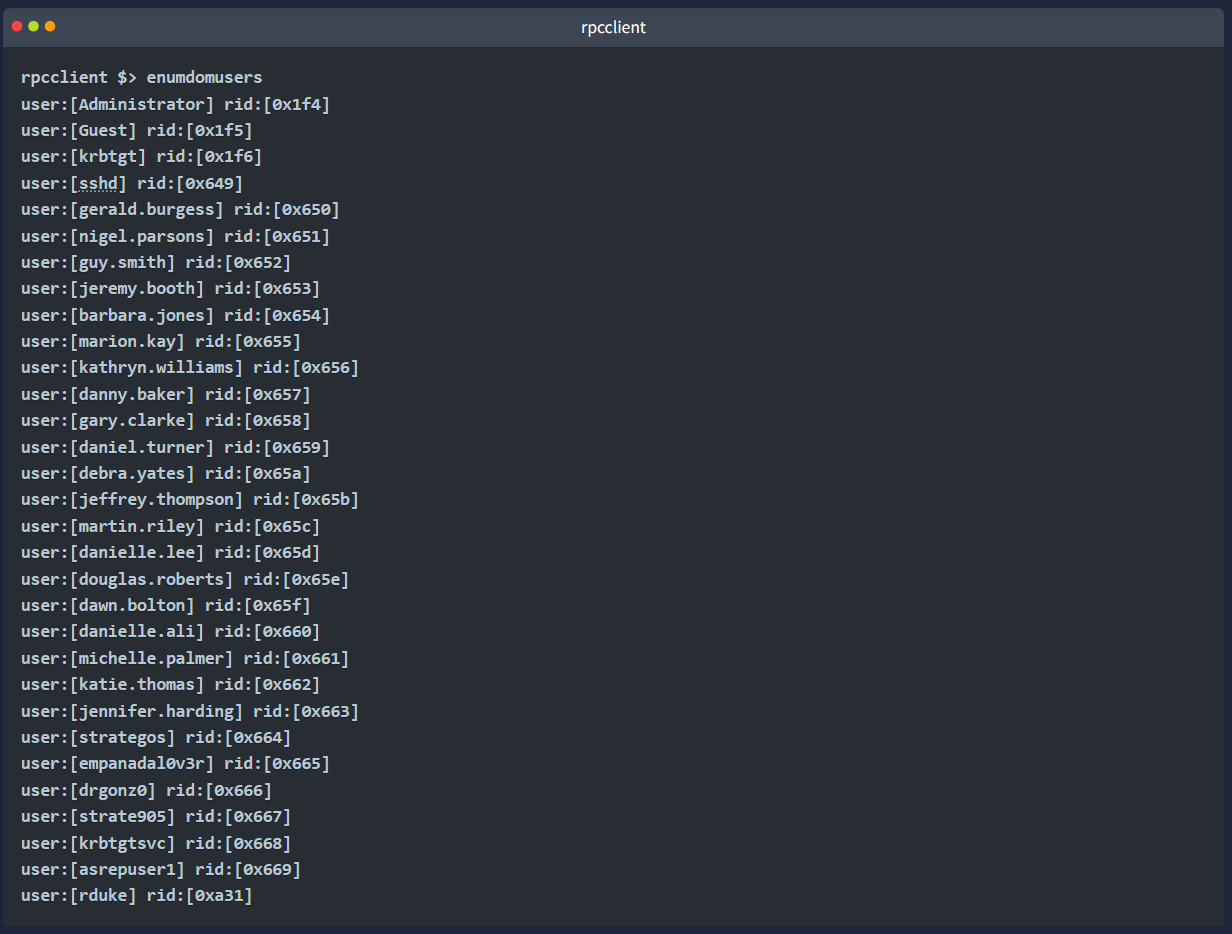 rpcclient
rpcclient $> enumdomusers
user:[Administrator] rid:[0x1f4]
user:[Guest] rid:[0x1f5]
user:[krbtgt] rid:[0x1f6]
user:[sshd] rid:[0x649]
user:[gerald.burgess] rid:[0x650]
user:[nigel.parsons] rid:[0x651]
user:[guy.smith] rid:[0x652]
user:[jeremy.booth] rid:[0x653]
user:[barbara.jones] rid:[0x654]
user:[marion.kay] rid:[0x655]
user:[kathryn.williams] rid:[0x656]
user:[danny.baker] rid:[0x657]
user:[gary.clarke] rid:[0x658]
user:[daniel.turner] rid:[0x659]
user:[debra.yates] rid:[0x65a]
user:[jeffrey.thompson] rid:[0x65b]
user:[martin.riley] rid:[0x65c]
user:[danielle.lee] rid:[0x65d]
user:[douglas.roberts] rid:[0x65e]
user:[dawn.bolton] rid:[0x65f]
user:[danielle.ali] rid:[0x660]
user:[michelle.palmer] rid:[0x661]
user:[katie.thomas] rid:[0x662]
user:[jennifer.harding] rid:[0x663]
user:[strategos] rid:[0x664]
user:[empanadal0v3r] rid:[0x665]
user:[drgonz0] rid:[0x666]
user:[strate905] rid:[0x667]
user:[krbtgtsvc] rid:[0x668]
user:[asrepuser1] rid:[0x669]
user:[rduke] rid:[0xa31]